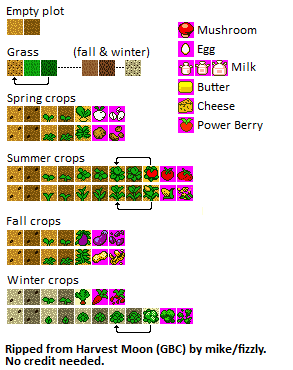 Empty plot
Mushroom
Egg
Grass (fall & winter)
Milk
Butter
Cheese
Power Berry
Spring crops
Summer crops
Fall crops
Winter crops
Ripped from Harvest Moon (GBC) by mike/fizzly.
No credit needed.